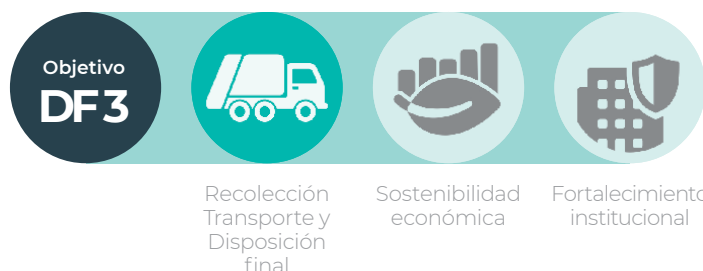 Objetivo
DF3
Recolección
Transporte y
Disposición
final
Sostenibilidad
económica
Fortalecimiento
institucional